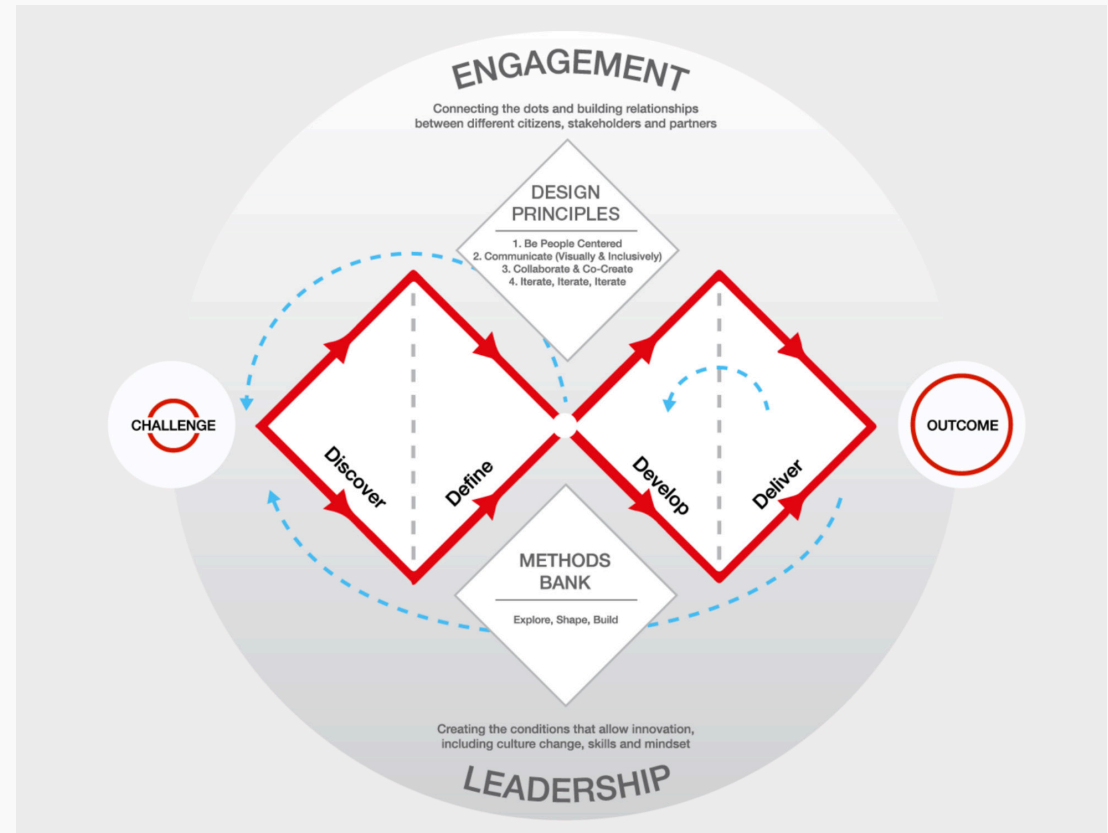 ENGAGEMENT
Connecting the dots and building relationships
between different citizens, stakeholders and partners
DESIGN
PRINCIPLES
1. Be People Centered
2. Communicate (Visually & Inclusively)
3. Collaborate & Co-Create
4. Iterate, Iterate, Iterate
CHALLENGE
Discover
Define
Develop
Deliver
OUTCOME
METHODS
BANK
Explore, Shape, Build
Creating the conditions that allow innovation,
including culture change, skills and mindset
LEADERSHIP